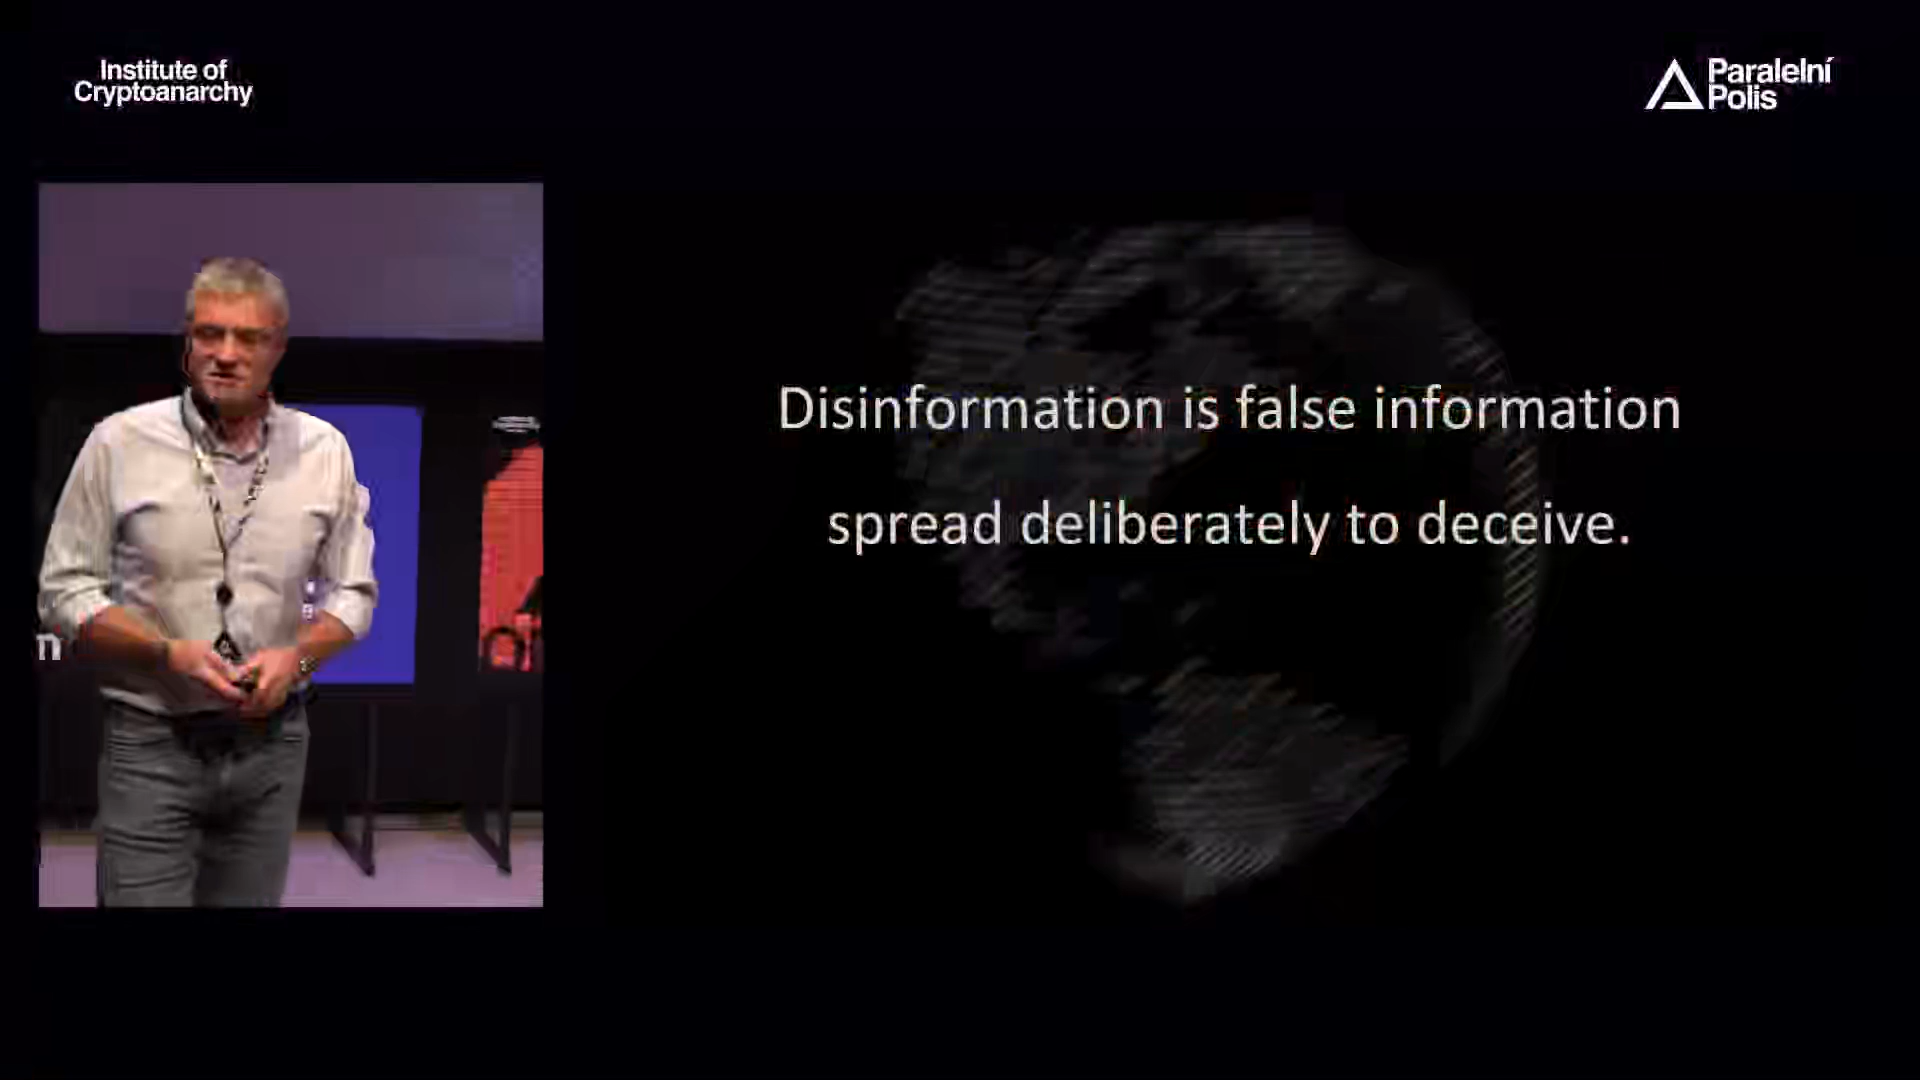 Institute of
Cryptoanarchy
Paralelní
Polis
Disinformation is false information
spread deliberately to deceive.
n